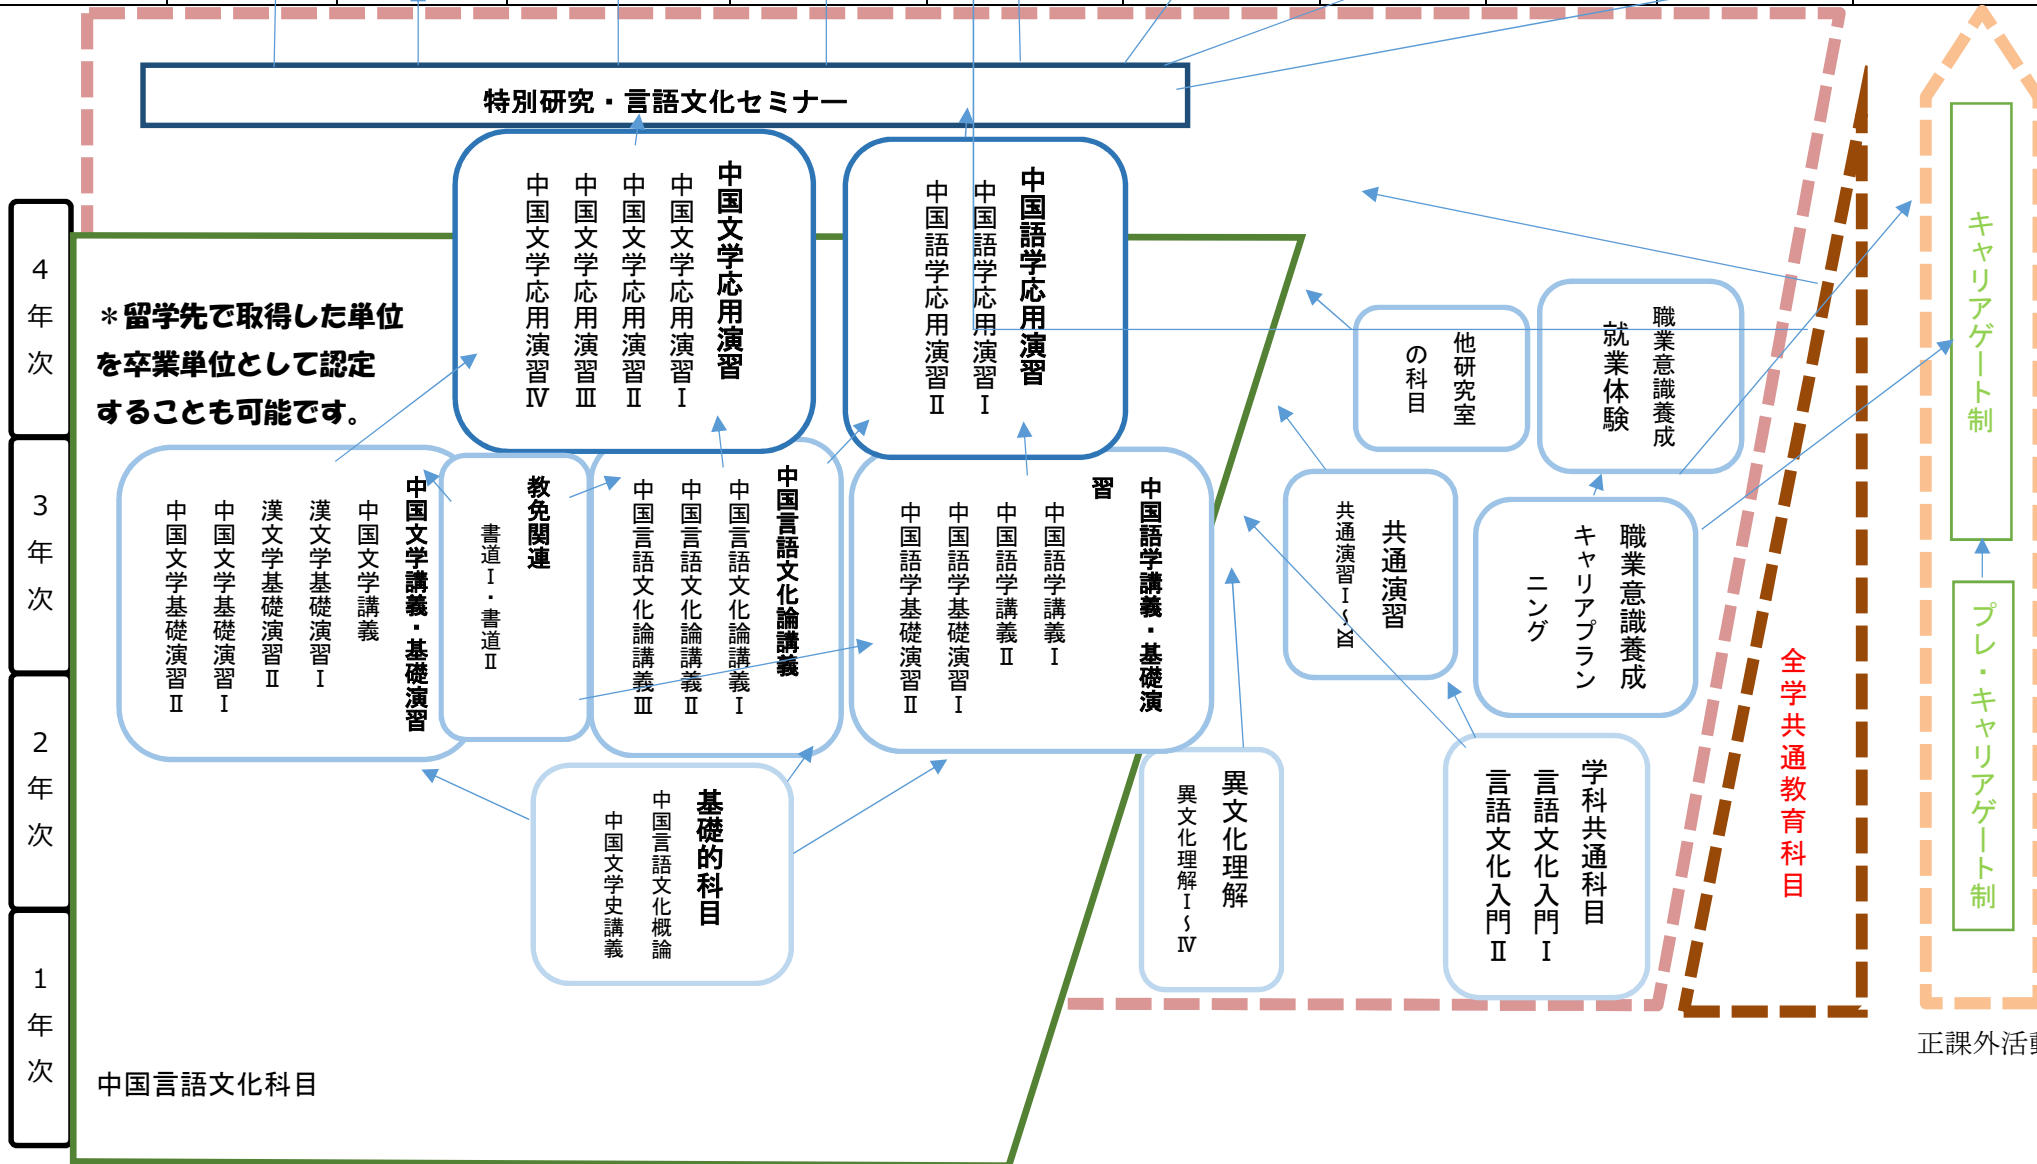 特別研究・言語文化セミナー
4年次
3年次
2年次
1年次
＊留学先で取得した単位
を卒業単位として認定
することも可能です。
中国文学応用演習
中国文学応用演習Ⅰ
中国文学応用演習Ⅱ
中国文学応用演習Ⅲ
中国文学応用演習Ⅳ
中国語学応用演習
中国語学応用演習Ⅰ
中国語学応用演習Ⅱ
他研究室
の科目
職業意識養成
就業体験
中国文学講義・基礎演習
中国文学講義
漢文学基礎演習Ⅰ
漢文学基礎演習Ⅱ
中国文学基礎演習Ⅰ
中国文学基礎演習Ⅱ
教免関連
書道Ⅰ・書道Ⅱ
中国言語文化論講義
中国言語文化論講義Ⅰ
中国言語文化論講義Ⅱ
中国言語文化論講義Ⅲ
中国語学講義・基礎演
習
中国語学講義Ⅰ
中国語学講義Ⅱ
中国語学基礎演習Ⅰ
中国語学基礎演習Ⅱ
共通演習
共通演習Ⅰ～Ⅻ
職業意識養成
キャリアプラン
ニング
基礎的科目
中国言語文化概論
中国文学史講義
異文化理解
異文化理解Ⅰ～Ⅳ
学科共通科目
言語文化入門Ⅰ
言語文化入門Ⅱ
全学共通教育科目
キャリアゲート制
プレ・キャリアゲート制
正課外活動
中国言語文化科目